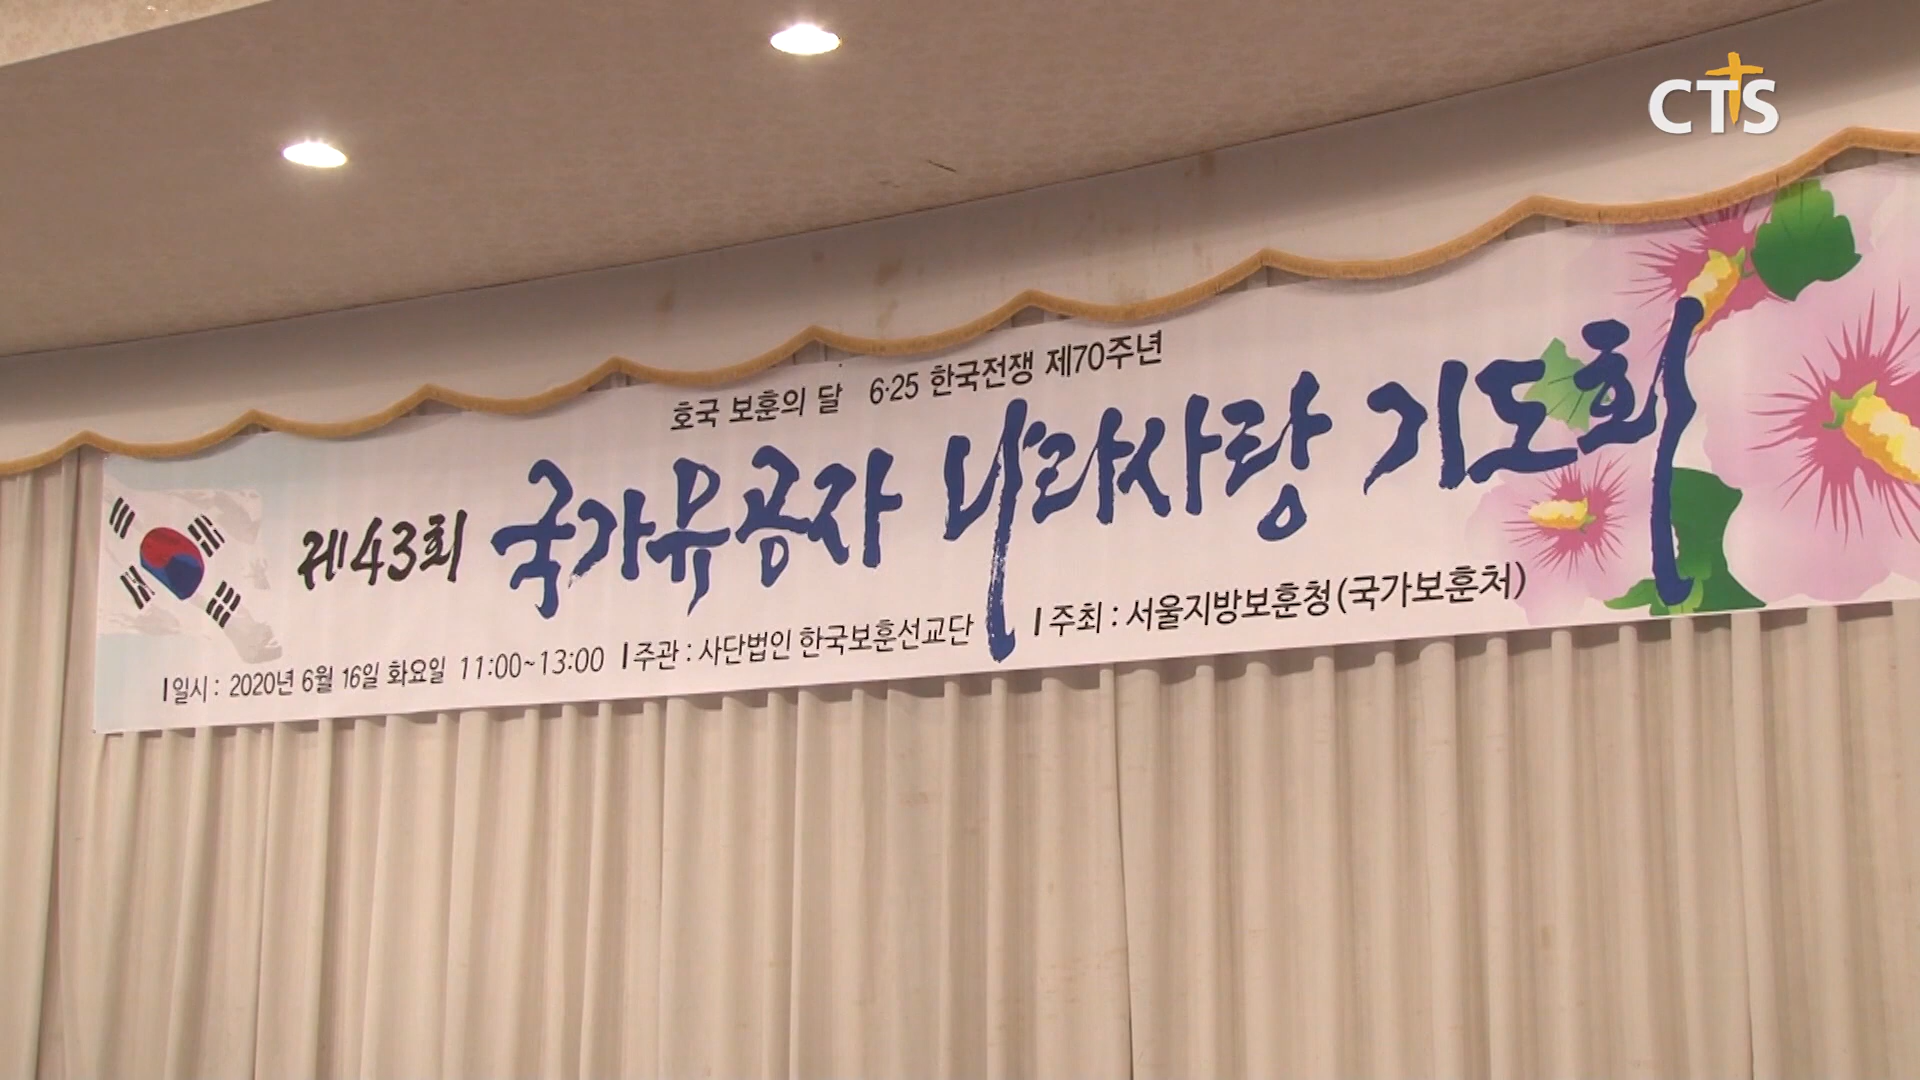 CTS
호국 보훈의 달 6·25 한국전쟁 제70주년
제43회 국가유공자 나라사랑 기도회
I 일시 : 2020년 6월 16일 화요일 11:00~13:00 I 주관 : 사단법인 한국보훈선교단 I 주최 : 서울지방보훈청(국가보훈처)